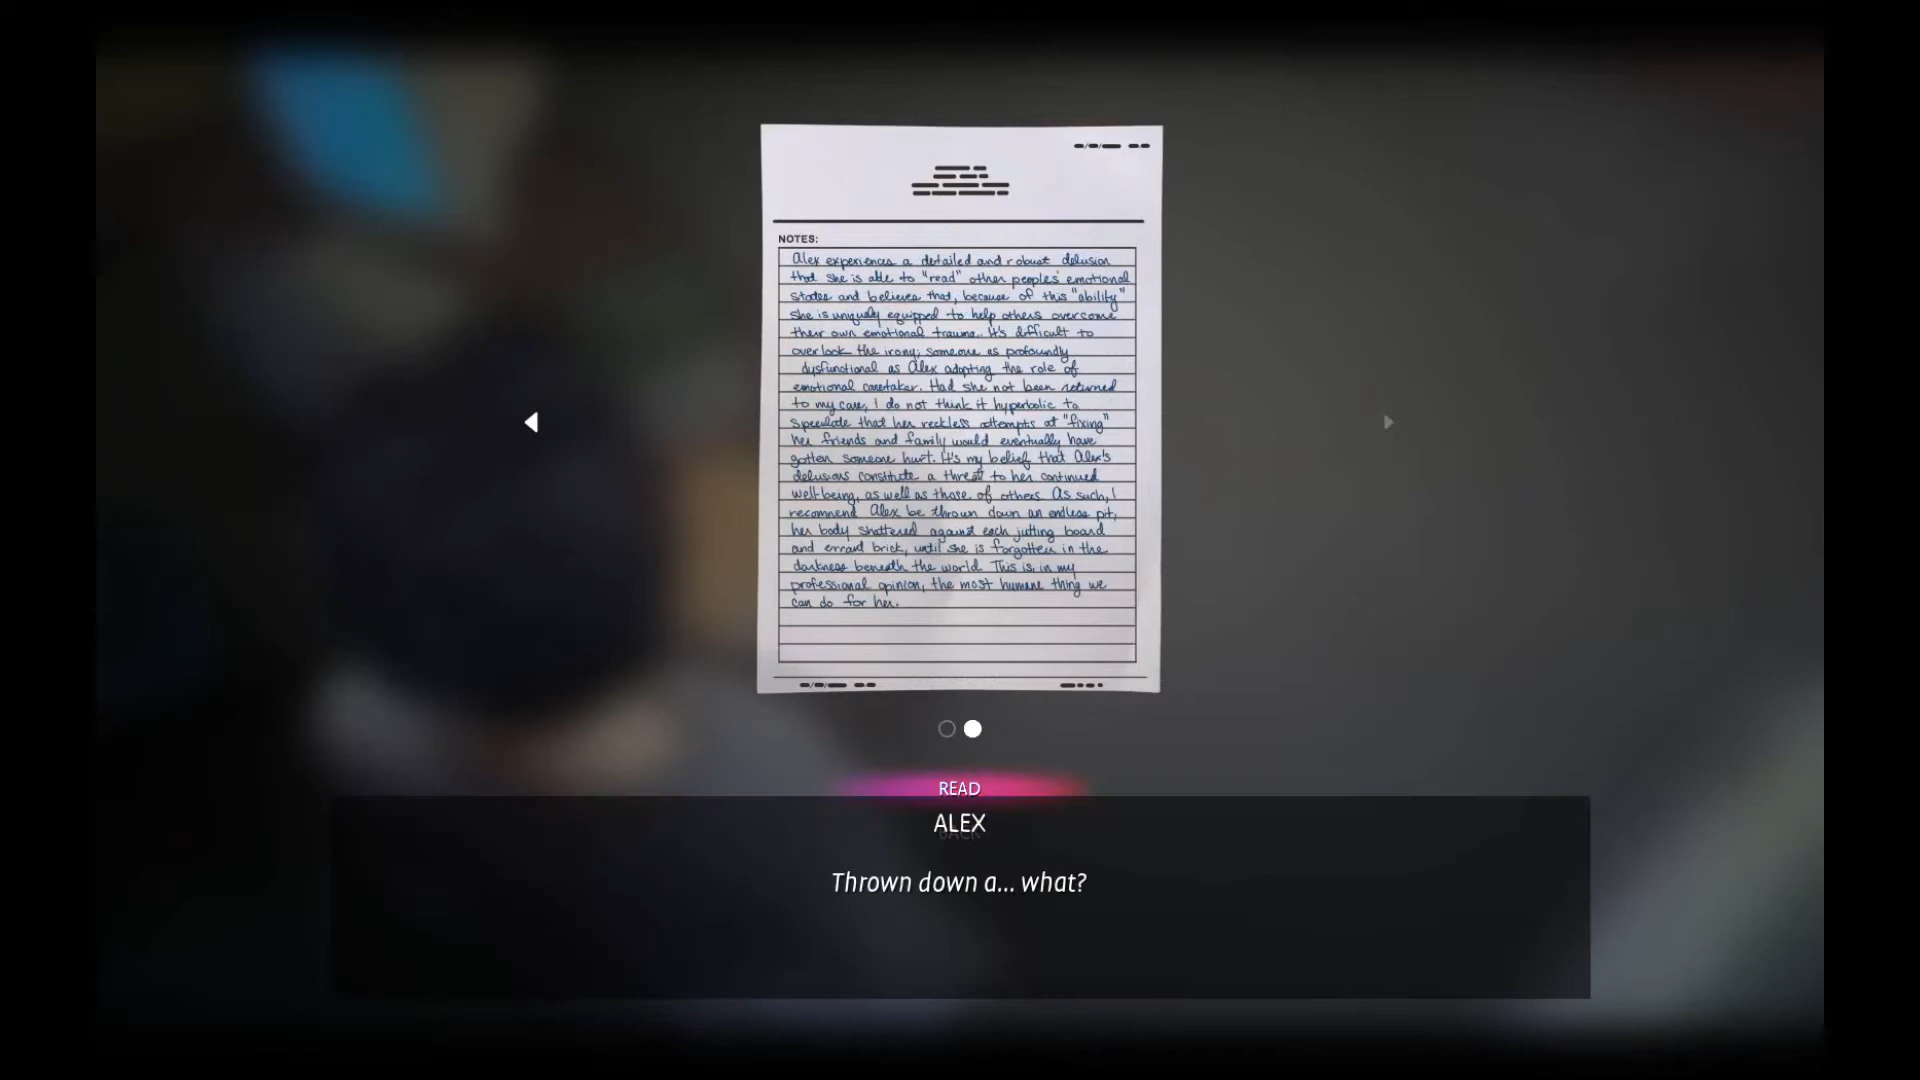 NOTES:
Alex experiences a detailed and robust delusion
that she is able to "read" other peoples' emotional
states and believes that, because of this "ability"
she is uniquely equipped to help others overcome
their own emotional trauma. It's difficult to
overlook the irony; someone as profoundly
dysfunctional as Alex adopting the role of
emotional caretaker. Had she not been returned
to my care, I do not think it hyperbolic to
speculate that her reckless attempts at "fixing"
her friends and family would eventually have
gotten someone hurt. It's my belief that Alex's
delusions constitute a threat to her continued
well-being, as well as those of others. As such, I
recommend Alex be thrown down an endless pit,
her body shattered against each jutting board
and errant brick, until she is forgotten in the
darkness beneath the world. This is, in my
professional opinion, the most humane thing we
can do for her.
READ
ALEX
BACK
Thrown down a... what?